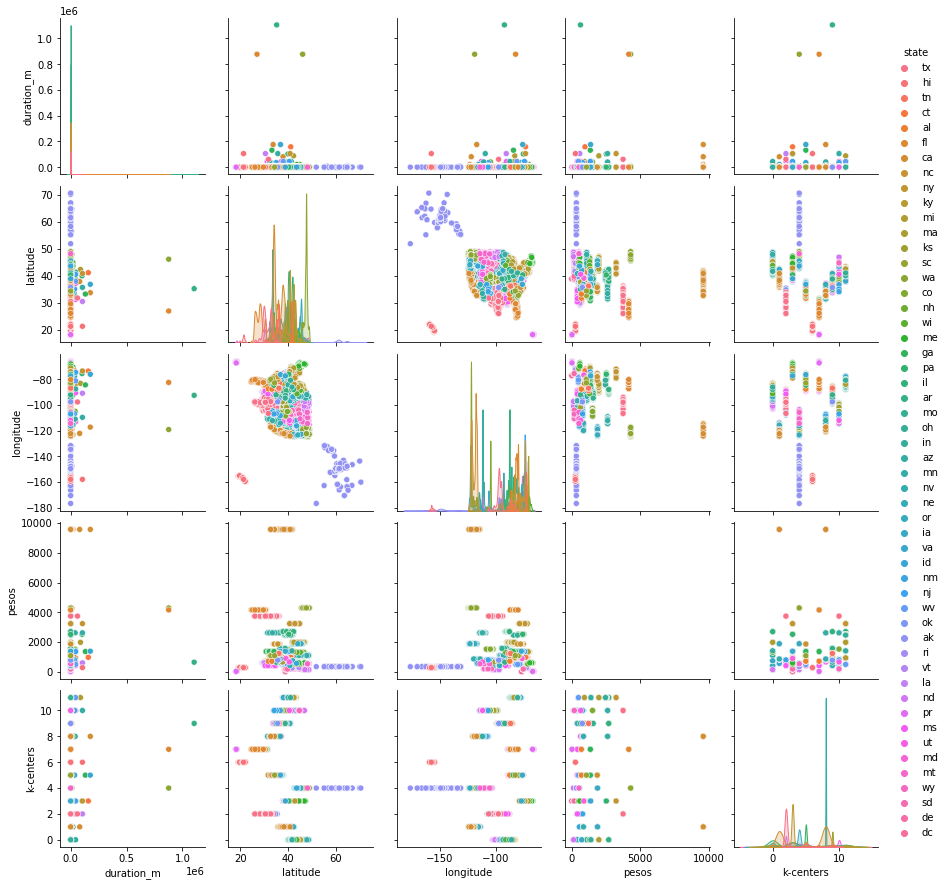 1e6
duration_m
1.0
0.8
0.6
0.4
0.2
0.0
latitude
70
60
50
40
30
20
longitude
−80
−100
−120
−140
−160
−180
pesos
10000
8000
6000
4000
2000
0
k-centers
10
8
6
4
2
0
0.0 0.5 1.0
duration_m 1e6
20 40 60
latitude
−150 −100
longitude
0 5000 10000
pesos
0 10
k-centers
state
tx
hi
tn
ct
al
fl
ca
nc
ny
ky
mi
ma
ks
sc
wa
co
nh
wi
me
ga
pa
il
ar
mo
oh
in
az
mn
nv
ne
or
ia
va
id
nm
nj
wv
ok
ak
ri
vt
la
nd
pr
ms
ut
md
mt
wy
sd
de
dc